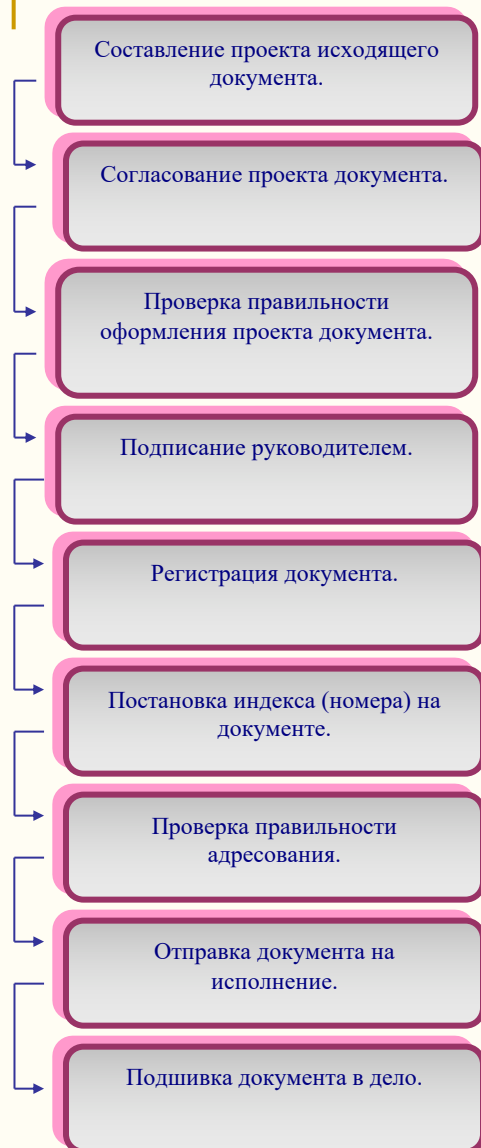 Составление проекта исходящего
документа.
Согласование проекта документа.
Проверка правильности
оформления проекта документа.
Подписание руководителем.
Регистрация документа.
Постановка индекса (номера) на
документе.
Проверка правильности
адресования.
Отправка документа на
исполнение.
Подшивка документа в дело.